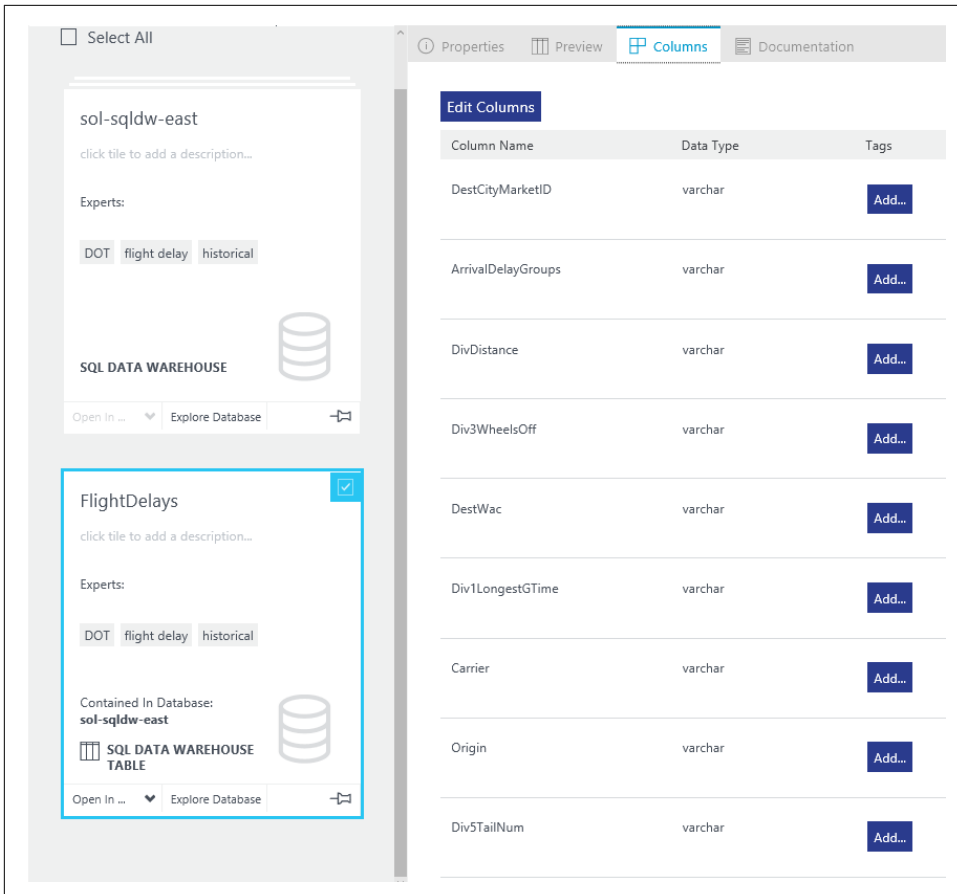 Select All
sol-sqldw-east
click tile to add a description...
Experts:
DOT flight delay historical
SQL DATA WAREHOUSE
Open In ... Explore Database
FlightDelays
click tile to add a description...
Experts:
DOT flight delay historical
Contained In Database:
sol-sqldw-east
SQL DATA WAREHOUSE
TABLE
Open In ... Explore Database
Properties Preview Columns Documentation
Edit Columns
Column Name Data Type Tags
DestCityMarketID varchar Add...
ArrivalDelayGroups varchar Add...
DivDistance varchar Add...
Div3WheelsOff varchar Add...
DestWac varchar Add...
Div1LongestGTime varchar Add...
Carrier varchar Add...
Origin varchar Add...
Div5TailNum varchar Add...